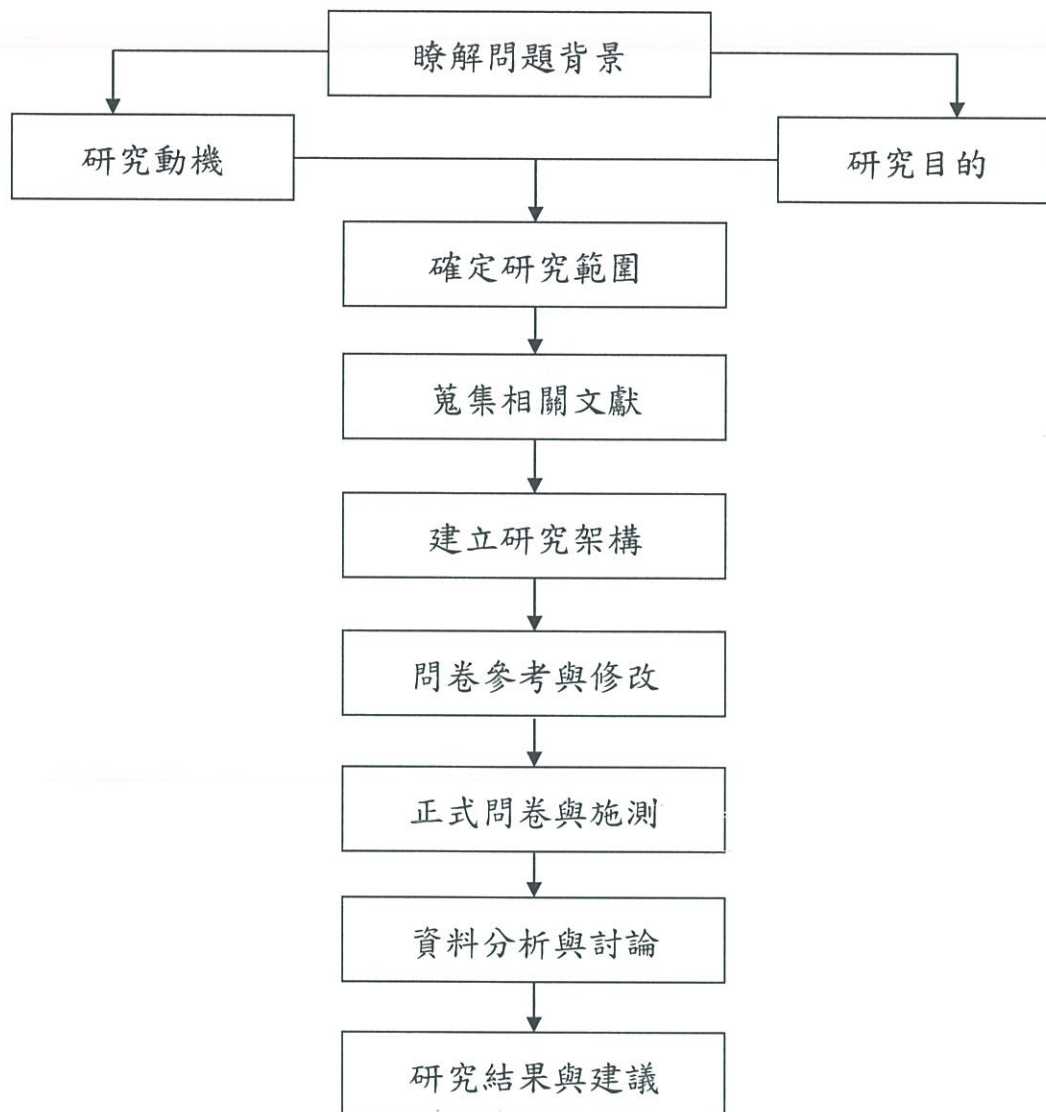 瞭解問題背景
研究動機
研究目的
確定研究範圍
蒐集相關文獻
建立研究架構
問卷參考與修改
正式問卷與施測
資料分析與討論
研究結果與建議